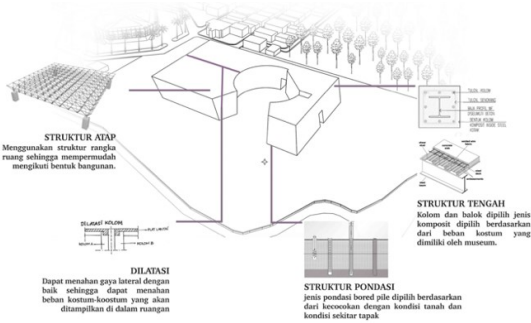 STRUKTUR ATAP
Menggunakan struktur rangka
ruang sehingga mempermudah
mengikuti bentuk bangunan.
STRUKTUR TENGAH
Kolom dan balok dipilih jenis
komposit dipilih berdasarkan
dari beban kostum yang
dimiliki oleh museum.
DILATASI KOLOM
KOLOM A
KOLOM B
DILATASI
Dapat menahan gaya lateral dengan
baik sehingga dapat menahan
beban kostum-koostum yang akan
ditampilkan di dalam ruangan
STRUKTUR PONDASI
jenis pondasi bored pile dipilih berdasarkan
dari kecocokan dengan kondisi tanah dan
kondisi sekitar tapak